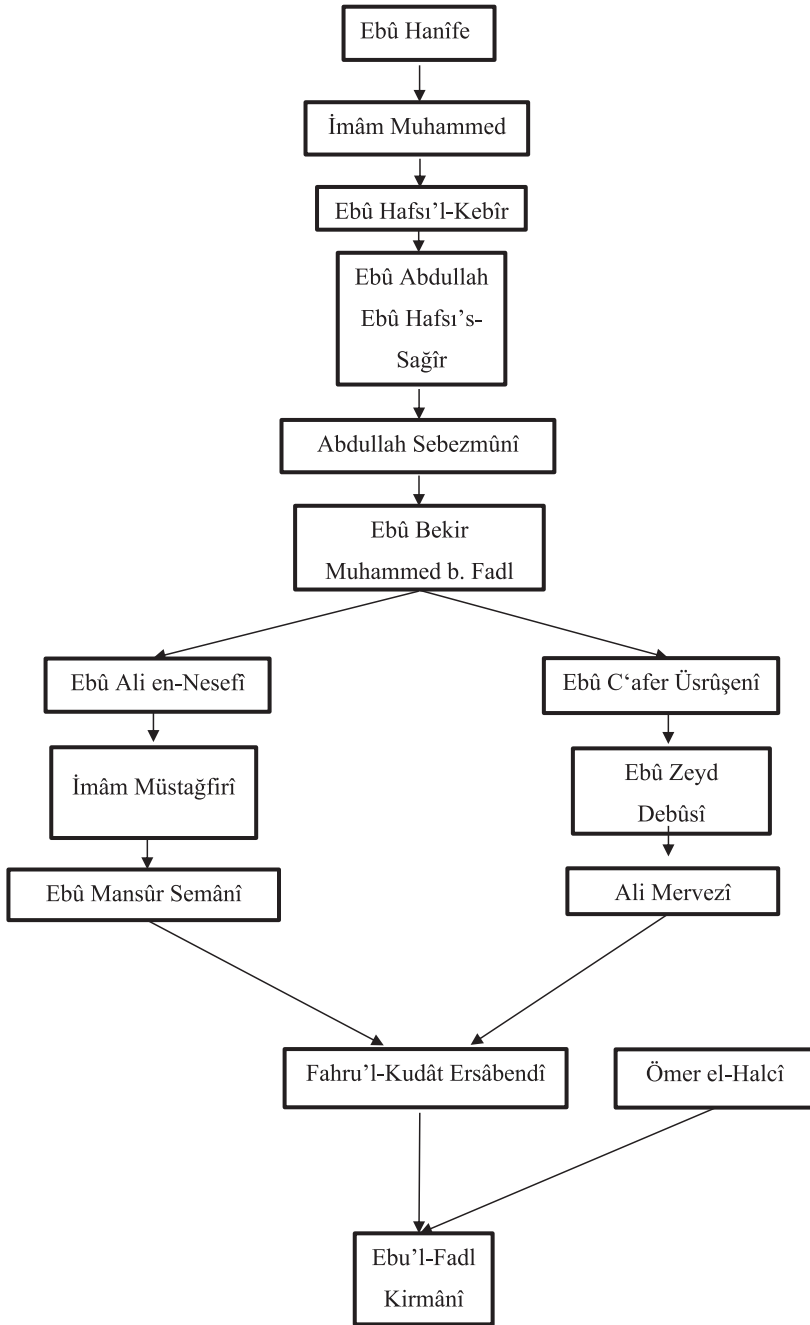 Ebû Hanîfe
İmâm Muhammed
Ebû Hafsı’l-Kebîr
Ebû Abdullah
Ebû Hafsı’s-
Sağîr
Abdullah Sebezmûnî
Ebû Bekir
Muhammed b. Fadl
Ebû Ali en-Nesefî
Ebû C‘afer Üsrûşenî
İmâm Müstağfirî
Ebû Zeyd
Debûsî
Ebû Mansûr Semânî
Ali Mervezî
Fahru’l-Kudât Ersâbendî
Ömer el-Halcî
Ebu’l-Fadl
Kirmânî